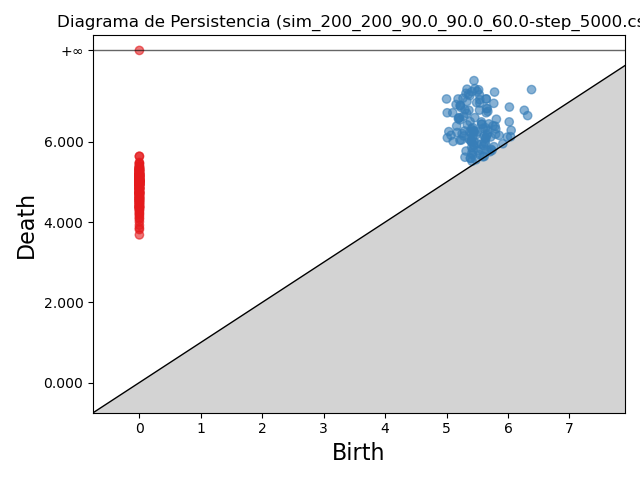 Diagrama de Persistencia (sim_200_200_90.0_90.0_60.0-step_5000.cs
+∞
6.000
4.000
2.000
0.000
Death
0 1 2 3 4 5 6 7
Birth